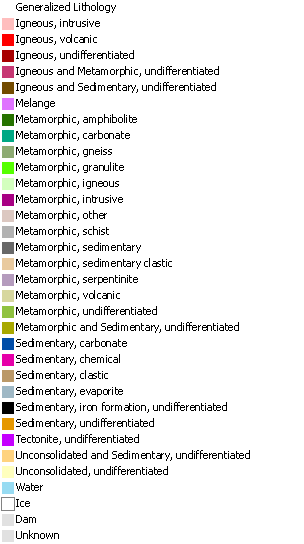 Generalized Lithology
Igneous, intrusive
Igneous, volcanic
Igneous, undifferentiated
Igneous and Metamorphic, undifferentiated
Igneous and Sedimentary, undifferentiated
Melange
Metamorphic, amphibolite
Metamorphic, carbonate
Metamorphic, gneiss
Metamorphic, granulite
Metamorphic, igneous
Metamorphic, intrusive
Metamorphic, other
Metamorphic, schist
Metamorphic, sedimentary
Metamorphic, sedimentary clastic
Metamorphic, serpentinite
Metamorphic, volcanic
Metamorphic, undifferentiated
Metamorphic and Sedimentary, undifferentiated
Sedimentary, carbonate
Sedimentary, chemical
Sedimentary, clastic
Sedimentary, evaporite
Sedimentary, iron formation, undifferentiated
Sedimentary, undifferentiated
Tectonite, undifferentiated
Unconsolidated and Sedimentary, undifferentiated
Unconsolidated, undifferentiated
Water
Ice
Dam
Unknown